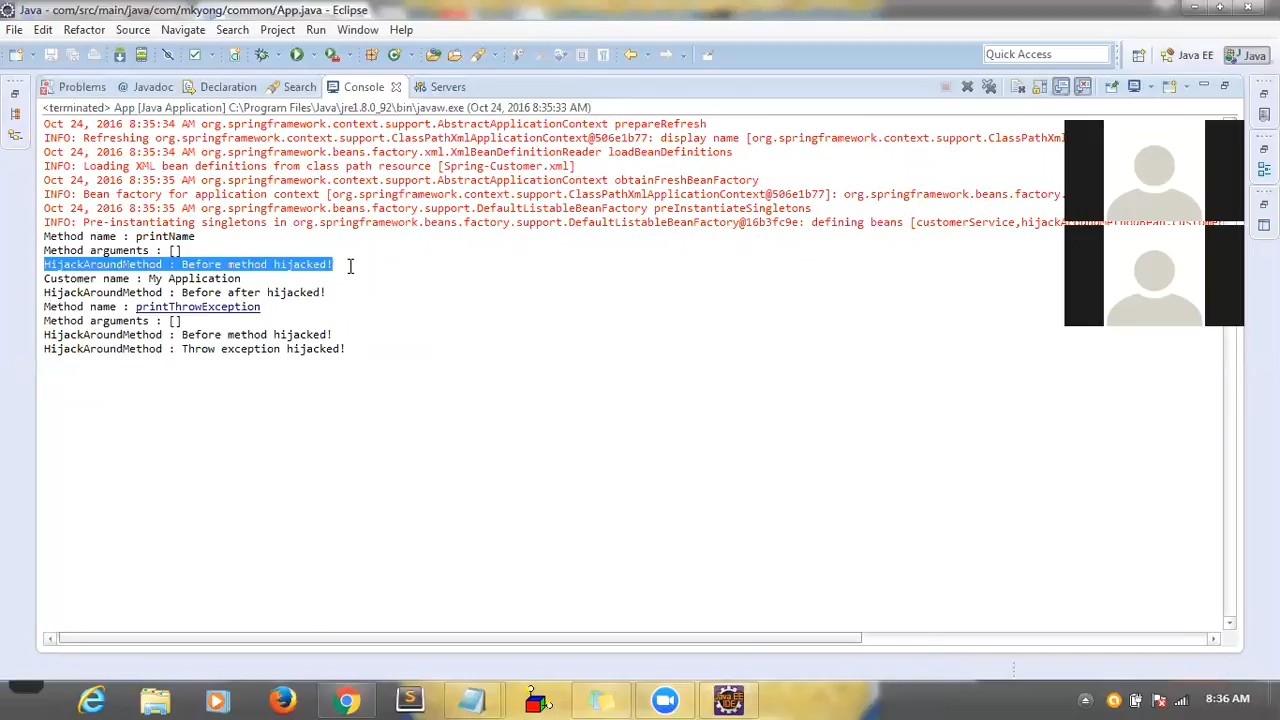 Java - com/src/main/java/com/mkyong/common/App.java - Eclipse
File Edit Refactor Source Navigate Search Project Run Window Help
Quick Access
Java EE
Java
Problems @ Javadoc Declaration Search Console Servers
<terminated> App [Java Application] C:\Program Files\Java\jre1.8.0_92\bin\javaw.exe (Oct 24, 2016 8:35:33 AM)
Oct 24, 2016 8:35:34 AM org.springframework.context.support.AbstractApplicationContext prepareRefresh
INFO: Refreshing org.springframework.context.support.ClassPathXmlApplicationContext@506e1b77: display name [org.springframework.context.support.ClassPathXml
Oct 24, 2016 8:35:34 AM org.springframework.beans.factory.xml.XmlBeanDefinitionReader loadBeanDefinitions
INFO: Loading XML bean definitions from class path resource [Spring-Customer.xml]
Oct 24, 2016 8:35:35 AM org.springframework.context.support.AbstractApplicationContext obtainFreshBeanFactory
INFO: Bean factory for application context [org.springframework.context.support.ClassPathXmlApplicationContext@506e1b77]: org.springframework.beans.factory.
Oct 24, 2016 8:35:35 AM org.springframework.beans.factory.support.DefaultListableBeanFactory preInstantiateSingletons
INFO: Pre-instantiating singletons in org.springframework.beans.factory.support.DefaultListableBeanFactory@16b3fc9e: defining beans [customerService,
Method name : printName
Method arguments : []
HijackAroundMethod : Before method hijacked!
Customer name : My Application
HijackAroundMethod : Before after hijacked!
Method name : printThrowException
Method arguments : []
HijackAroundMethod : Before method hijacked!
HijackAroundMethod : Throw exception hijacked!
Java EE
IDE
8:36 AM